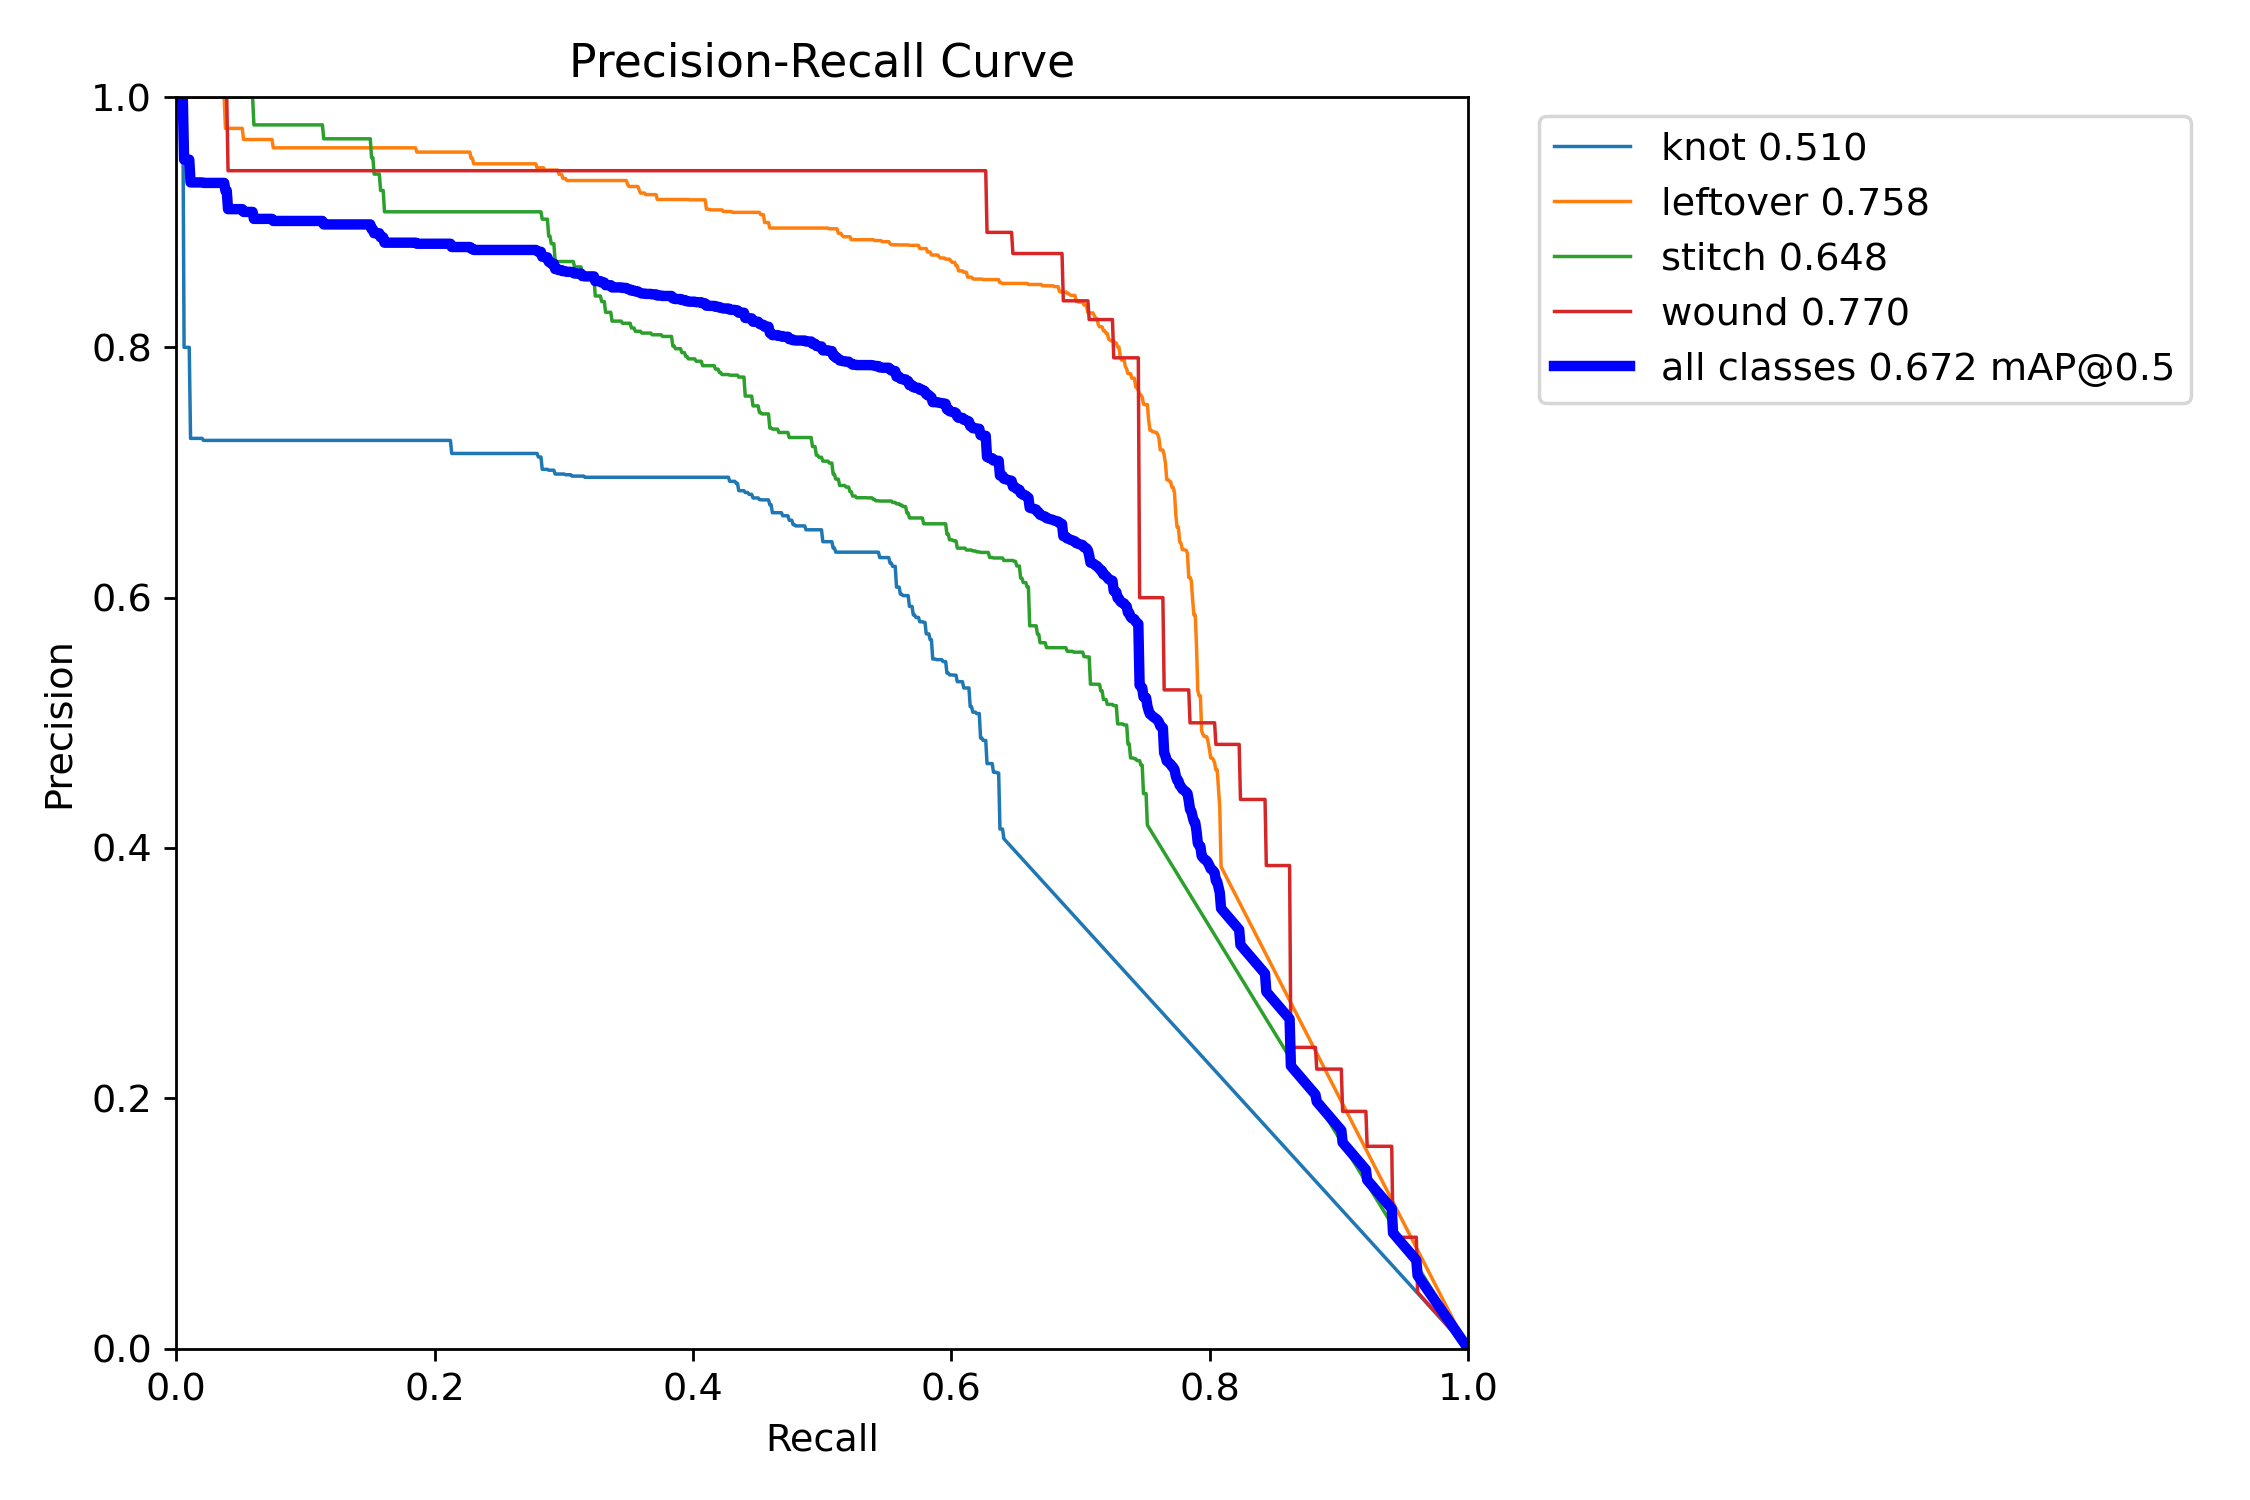 Precision-Recall Curve
1.0
0.8
0.6
0.4
0.2
0.0
Precision
0.0 0.2 0.4 0.6 0.8 1.0
Recall
knot 0.510
leftover 0.758
stitch 0.648
wound 0.770
all classes 0.672 mAP@0.5